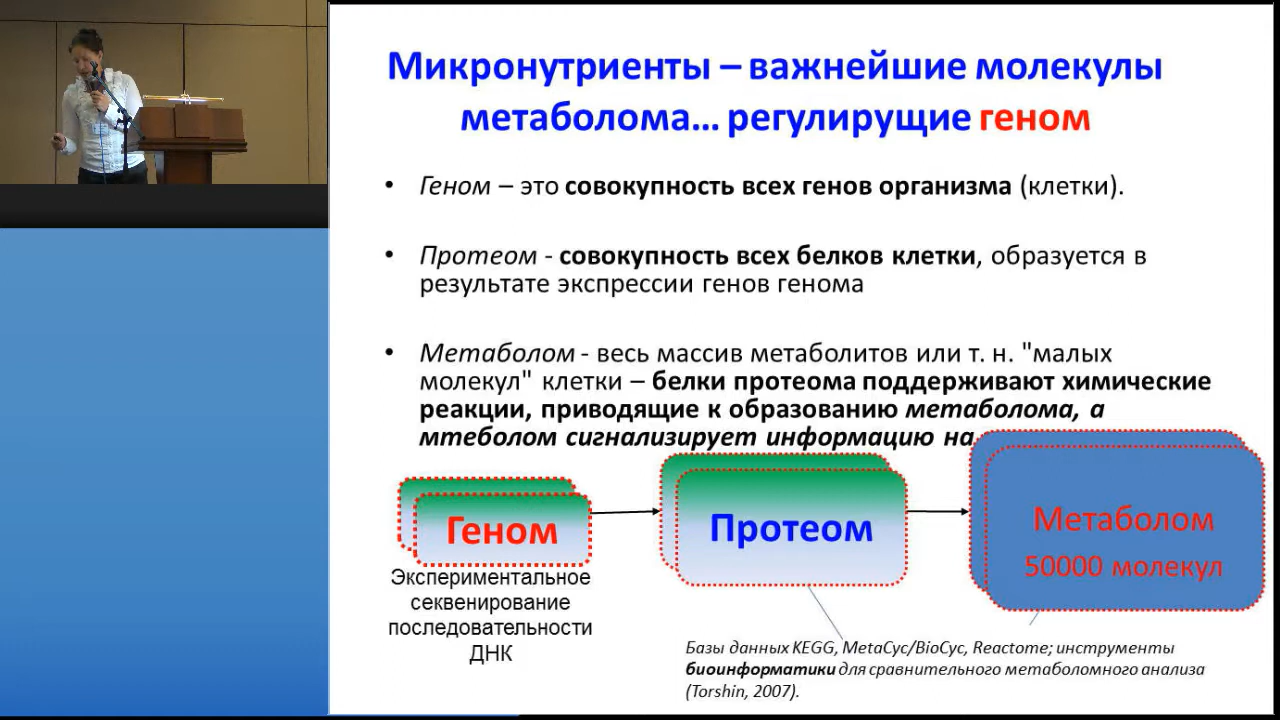 Микронутриенты – важнейшие молекулы
метаболома... регулирущие геном
• Геном – это совокупность всех генов организма (клетки).
• Протеом - совокупность всех белков клетки, образуется в
результате экспрессии генов генома
• Метаболом - весь массив метаболитов или т. н. "малых
молекул" клетки – белки протеома поддерживают химические
реакции, приводящие к образованию метаболома, а
мтеболом сигнализирует информацию на
Геном
Протеом
Метаболом
50000 молекул
Экспериментальное
секвенирование
последовательности
ДНК
Базы данных KEGG, MetaCyc/BioCyc, Reactome; инструменты
биоинформатики для сравнительного метаболомного анализа
(Torshin, 2007).